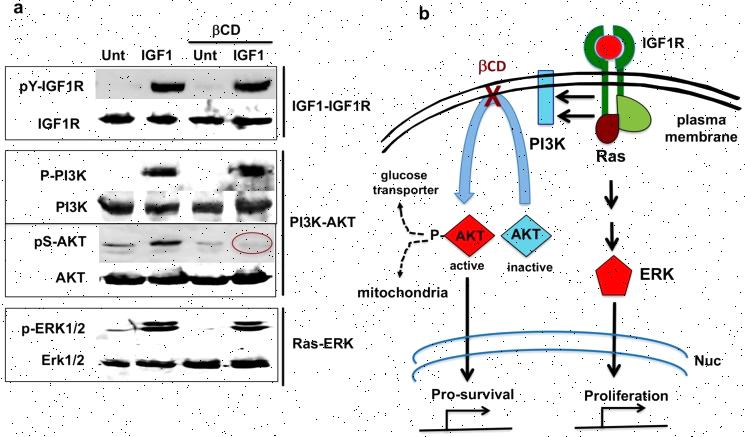 a
βCD
Unt IGF1 Unt IGF1
pY-IGF1R
IGF1R
IGF1-IGF1R
P-PI3K
PI3K
pS-AKT
AKT
PI3K-AKT
p-ERK1/2
Erk1/2
Ras-ERK
b
IGF1R
βCD
X
plasma
membrane
PI3K
Ras
glucose
transporter
P- AKT
AKT
active
inactive
mitochondria
ERK
Nuc
Pro-survival
Proliferation